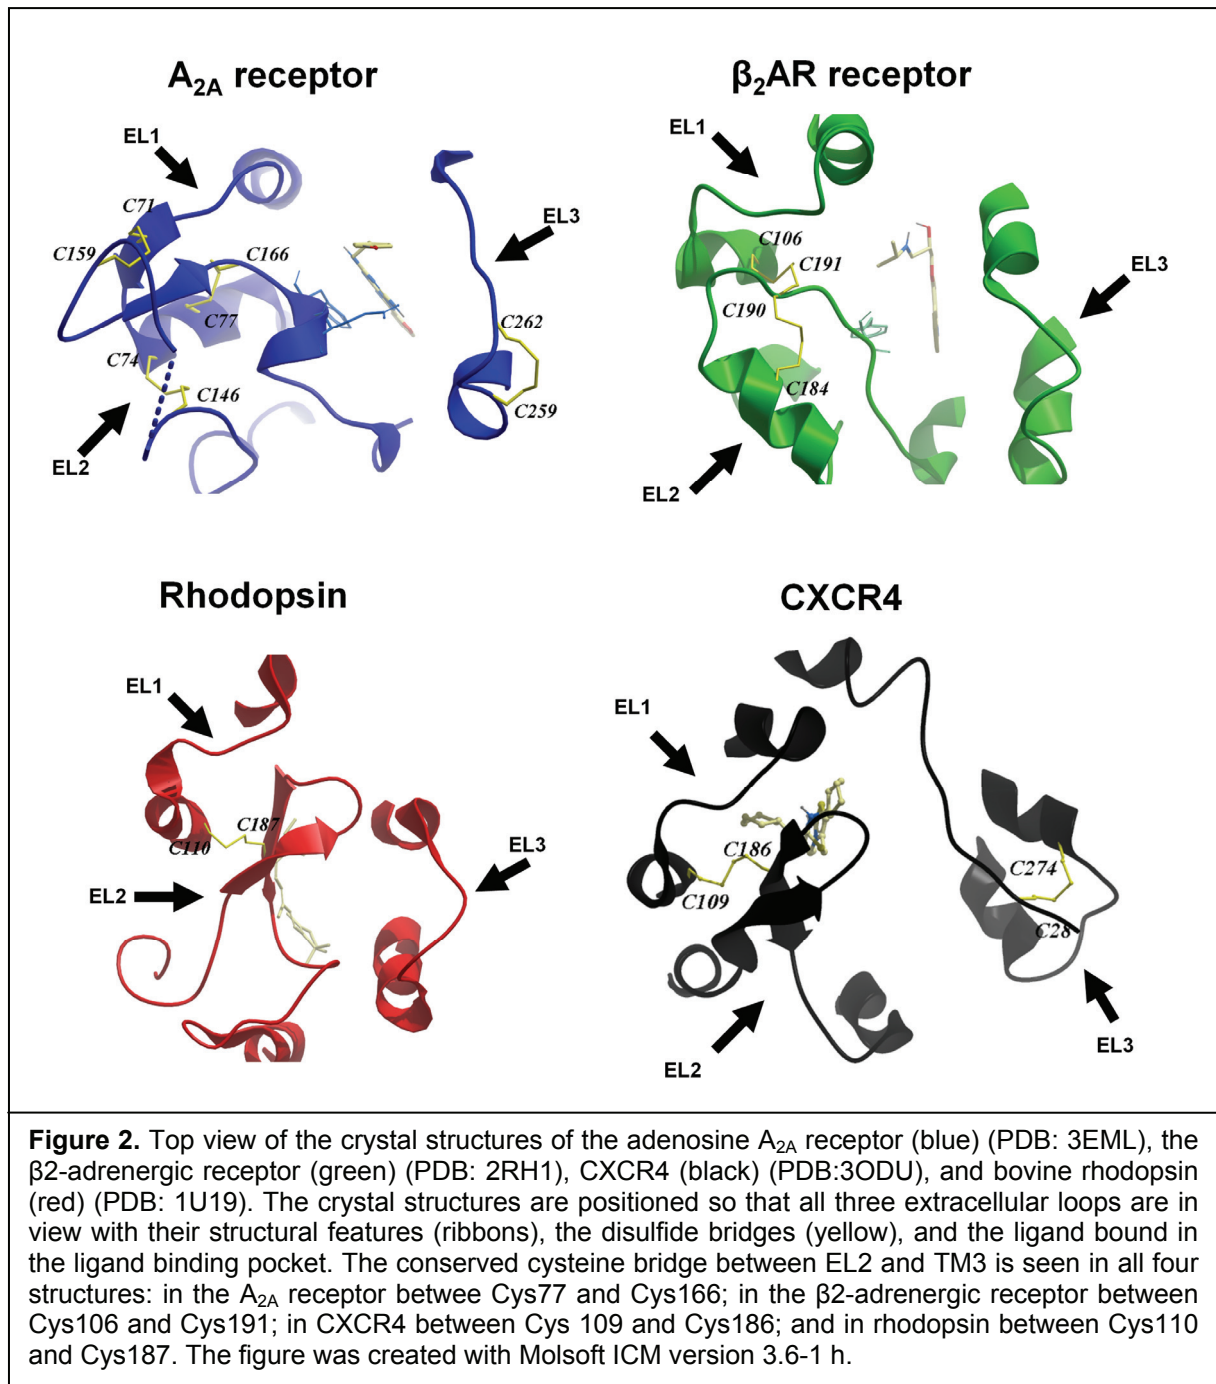 A2A receptor
β2AR receptor
EL1
C71
C159
C166
C77
C74
C146
EL2
EL3
C262
C259
EL1
C106
C191
C190
C184
EL2
EL3
Rhodopsin
CXCR4
EL1
C187
C110
EL2
EL3
EL1
C186
C109
C274
C28
EL2
EL3
Figure 2. Top view of the crystal structures of the adenosine A2A receptor (blue) (PDB: 3EML), the
β2-adrenergic receptor (green) (PDB: 2RH1), CXCR4 (black) (PDB:3ODU), and bovine rhodopsin
(red) (PDB: 1U19). The crystal structures are positioned so that all three extracellular loops are in
view with their structural features (ribbons), the disulfide bridges (yellow), and the ligand bound in
the ligand binding pocket. The conserved cysteine bridge between EL2 and TM3 is seen in all four
structures: in the A2A receptor betwee Cys77 and Cys166; in the β2-adrenergic receptor between
Cys106 and Cys191; in CXCR4 between Cys 109 and Cys186; and in rhodopsin between Cys110
and Cys187. The figure was created with Molsoft ICM version 3.6-1 h.